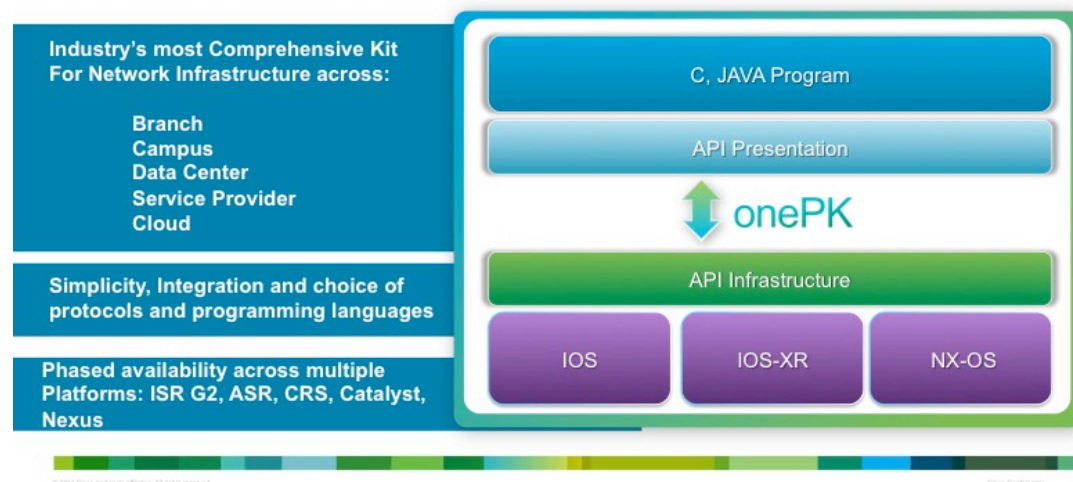 Industry's most Comprehensive Kit
For Network Infrastructure across:
Branch
Campus
Data Center
Service Provider
Cloud
Simplicity, Integration and choice of
protocols and programming languages
Phased availability across multiple
Platforms: ISR G2, ASR, CRS, Catalyst,
Nexus
C, JAVA Program
API Presentation
onePK
API Infrastructure
IOS
IOS-XR
NX-OS